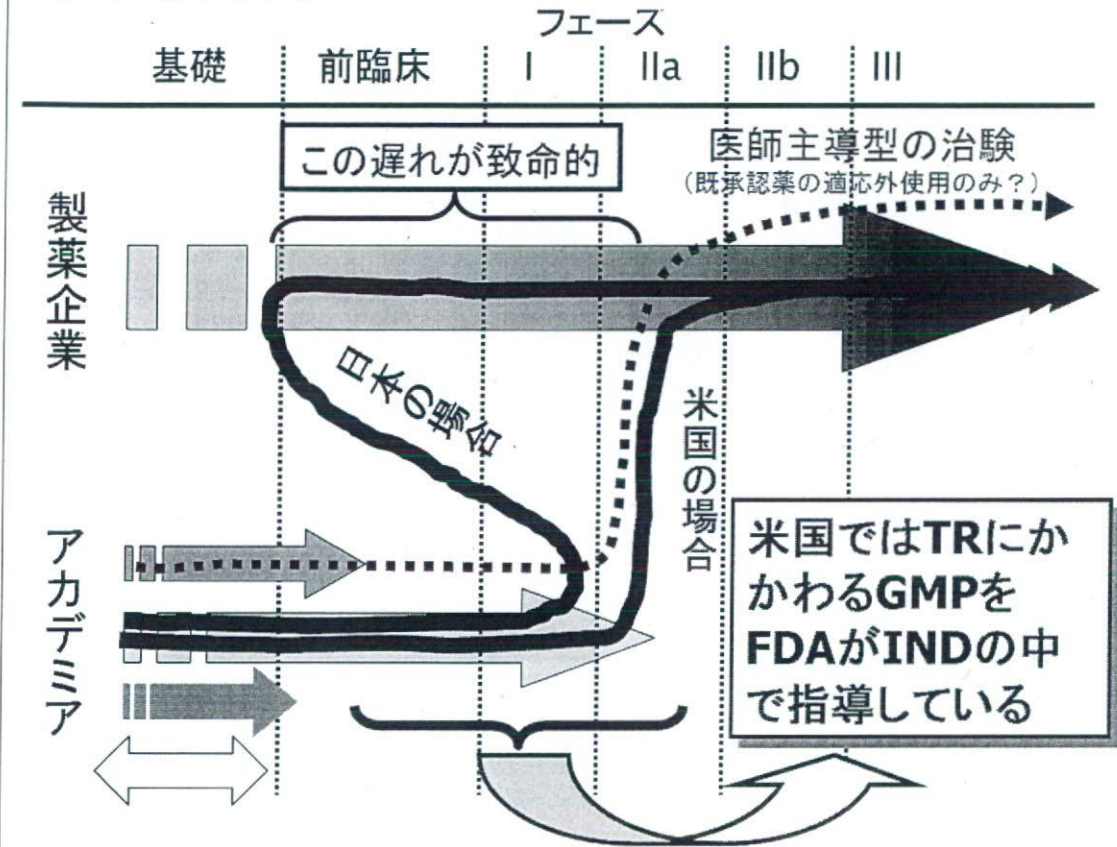 フェーズ
基礎
前臨床
I
IIa
IIb
III
この遅れが致命的
医師主導型の治験
(既承認薬の適応外使用のみ?)
製薬企業
日本の場合
米国の場合
アカデミア
米国ではTRにか
かわるGMPを
FDAがINDの中
で指導している